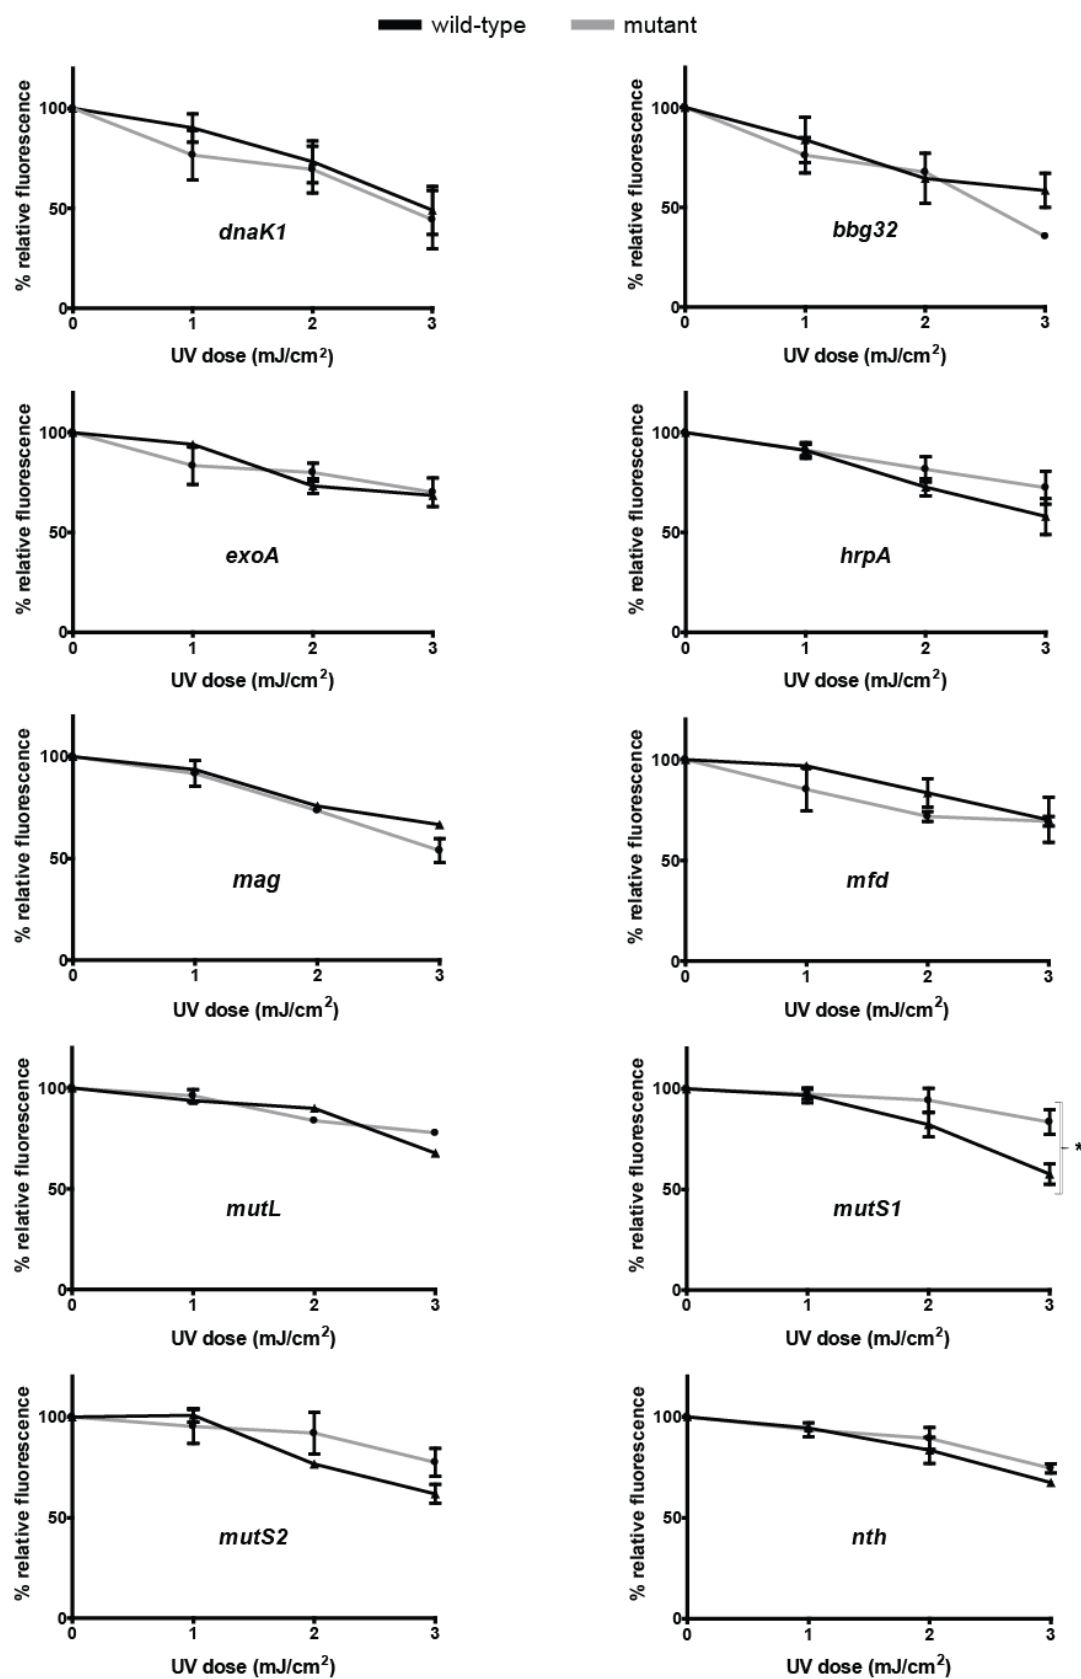 wild-type mutant
% relative fluorescence
100
50
0
0 1 2 3
dnaK1
UV dose (mJ/cm²)
% relative fluorescence
100
50
0
0 1 2 3
bbg32
UV dose (mJ/cm²)
% relative fluorescence
100
50
0
0 1 2 3
exoA
UV dose (mJ/cm²)
% relative fluorescence
100
50
0
0 1 2 3
hrpA
UV dose (mJ/cm²)
% relative fluorescence
100
50
0
0 1 2 3
mag
UV dose (mJ/cm²)
% relative fluorescence
100
50
0
0 1 2 3
mfd
UV dose (mJ/cm²)
% relative fluorescence
100
50
0
0 1 2 3
mutL
UV dose (mJ/cm²)
% relative fluorescence
100
50
0
0 1 2 3
mutS1
*
UV dose (mJ/cm²)
% relative fluorescence
100
50
0
0 1 2 3
mutS2
UV dose (mJ/cm²)
% relative fluorescence
100
50
0
0 1 2 3
nth
UV dose (mJ/cm²)